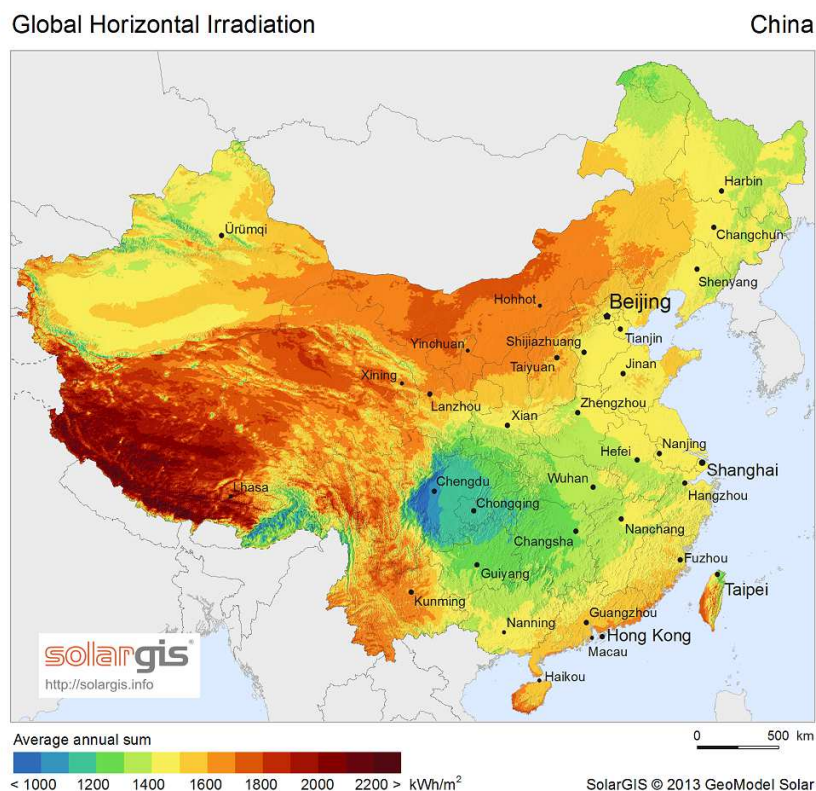 Global Horizontal Irradiation China
Harbin
Ürümqi
Changchun
Shenyang
Hohhot
Beijing
Yinchuan
Shijiazhuang
Tianjin
Taiyuan
Jinan
Xining
Lanzhou
Zhengzhou
Xian
Hefei
Nanjing
Shanghai
Chengdu
Wuhan
Hangzhou
Lhasa
Chongqing
Changsha
Nanchang
Fuzhou
Guiyang
Taipei
Kunming
Guangzhou
Nanning
Hong Kong
Macau
Haikou
solargis®
http://solargis.info
Average annual sum
0 500 km
< 1000 1200 1400 1600 1800 2000 2200 > kWh/m²
SolarGIS © 2013 GeoModel Solar